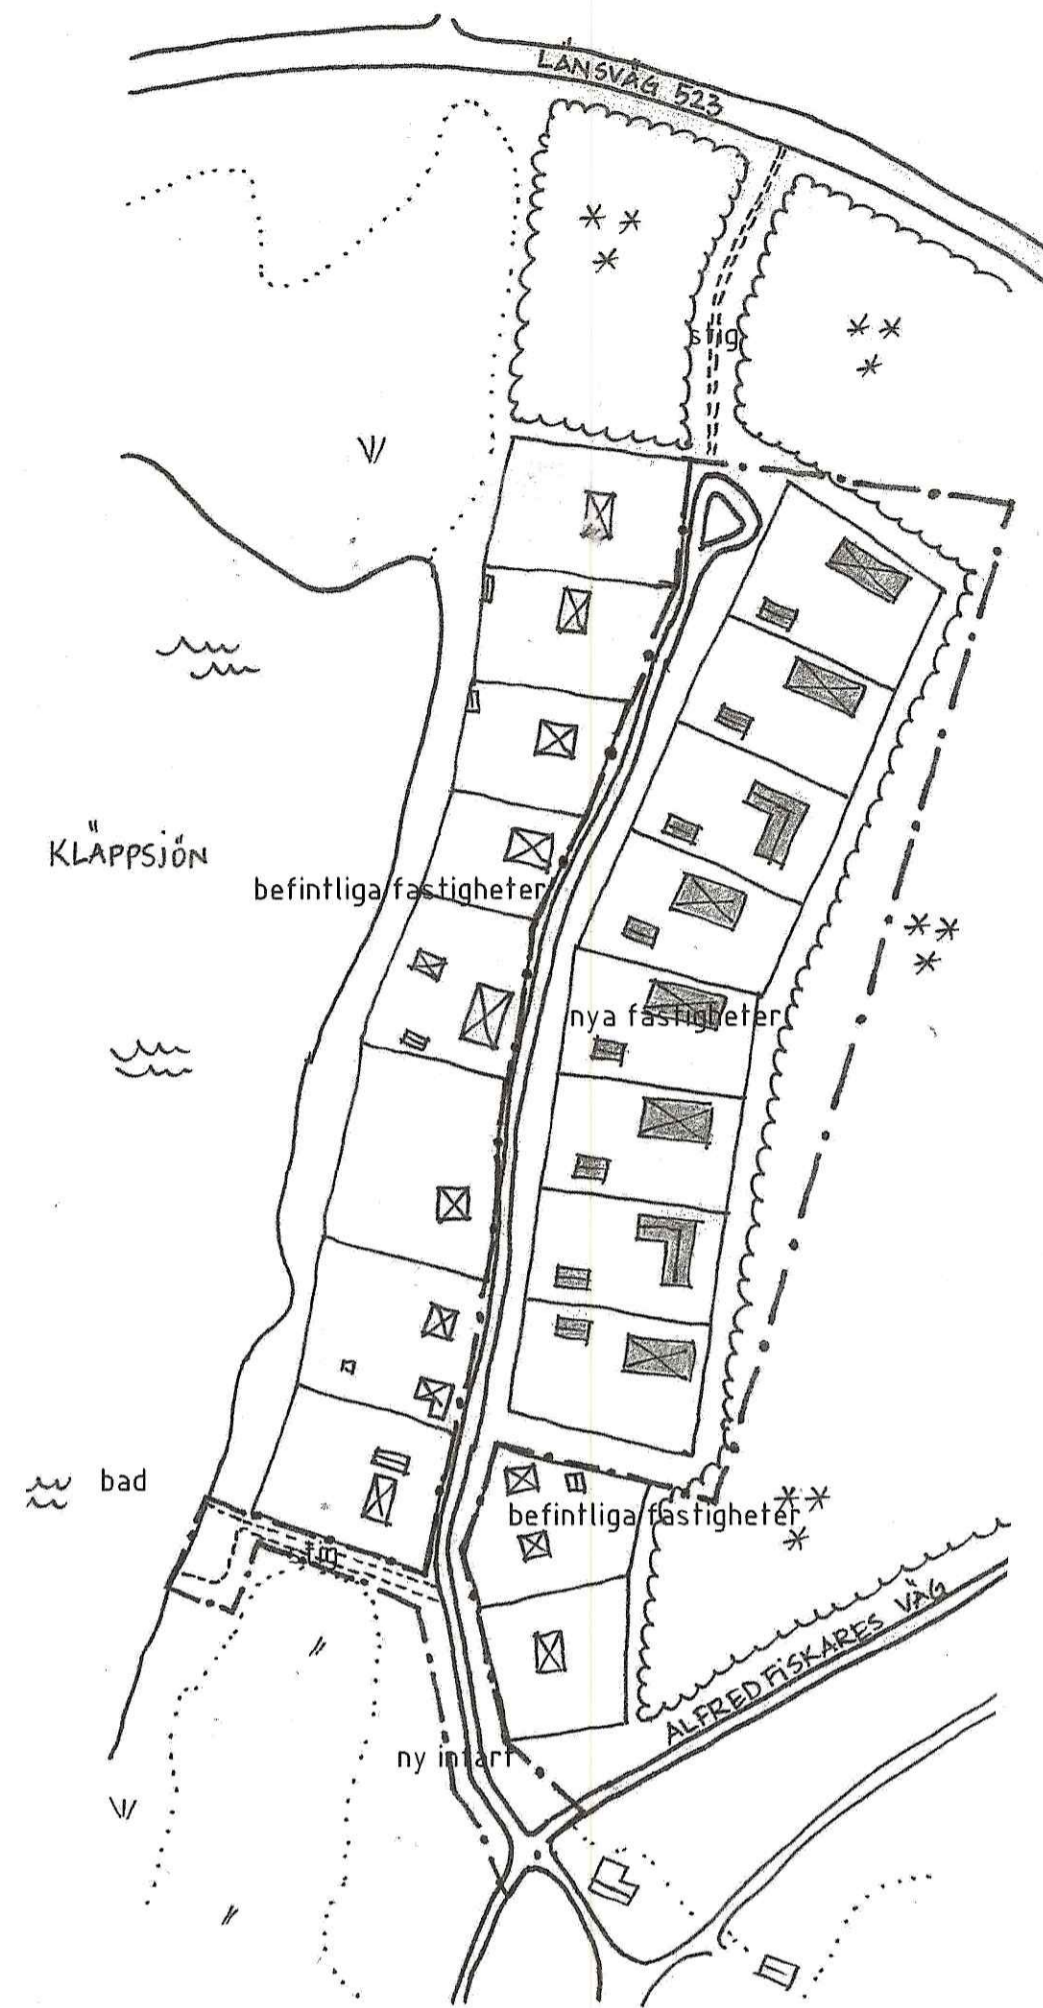 LÄNSVÄG 523
stig
KLÄPPSJÖN
befintliga fastigheter
nya fastigheter
bad
befintliga fastigheter
stig
ALFRED FISKARES VÄG
ny infart